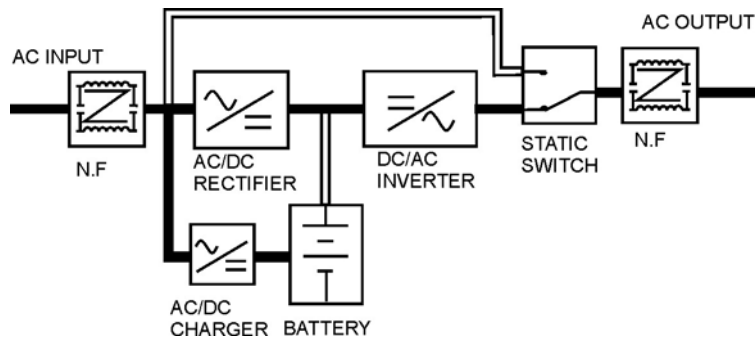 AC INPUT
AC OUTPUT
N.F
AC/DC
RECTIFIER
DC/AC
INVERTER
STATIC
SWITCH
N.F
AC/DC
CHARGER
BATTERY